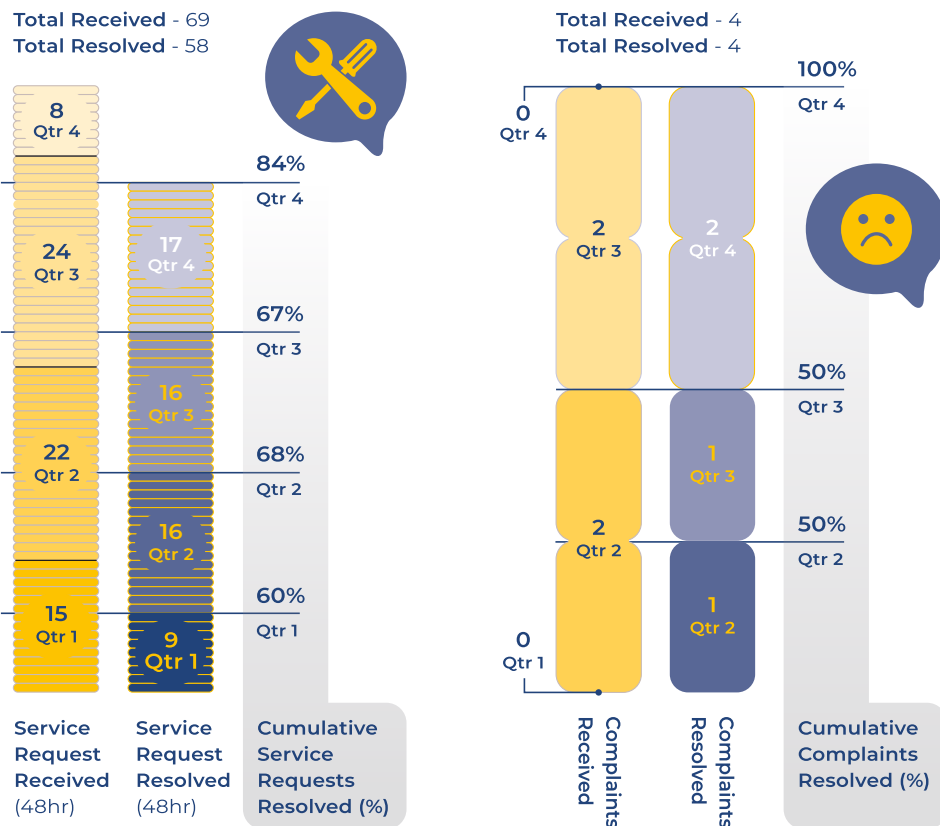 Total Received - 69
Total Resolved - 58
8
Qtr 4
24
Qtr 3
22
Qtr 2
15
Qtr 1
17
Qtr 4
16
Qtr 3
16
Qtr 2
9
Qtr 1
84%
Qtr 4
67%
Qtr 3
68%
Qtr 2
60%
Qtr 1
Service
Request
Received
(48hr)
Service
Request
Resolved
(48hr)
Cumulative
Service
Requests
Resolved (%)
Total Received - 4
Total Resolved - 4
0
Qtr 4
2
Qtr 3
2
Qtr 2
0
Qtr 1
2
Qtr 4
1
Qtr 3
1
Qtr 2
100%
Qtr 4
50%
Qtr 3
50%
Qtr 2
Complaints
Received
Complaints
Resolved
Cumulative
Complaints
Resolved (%)